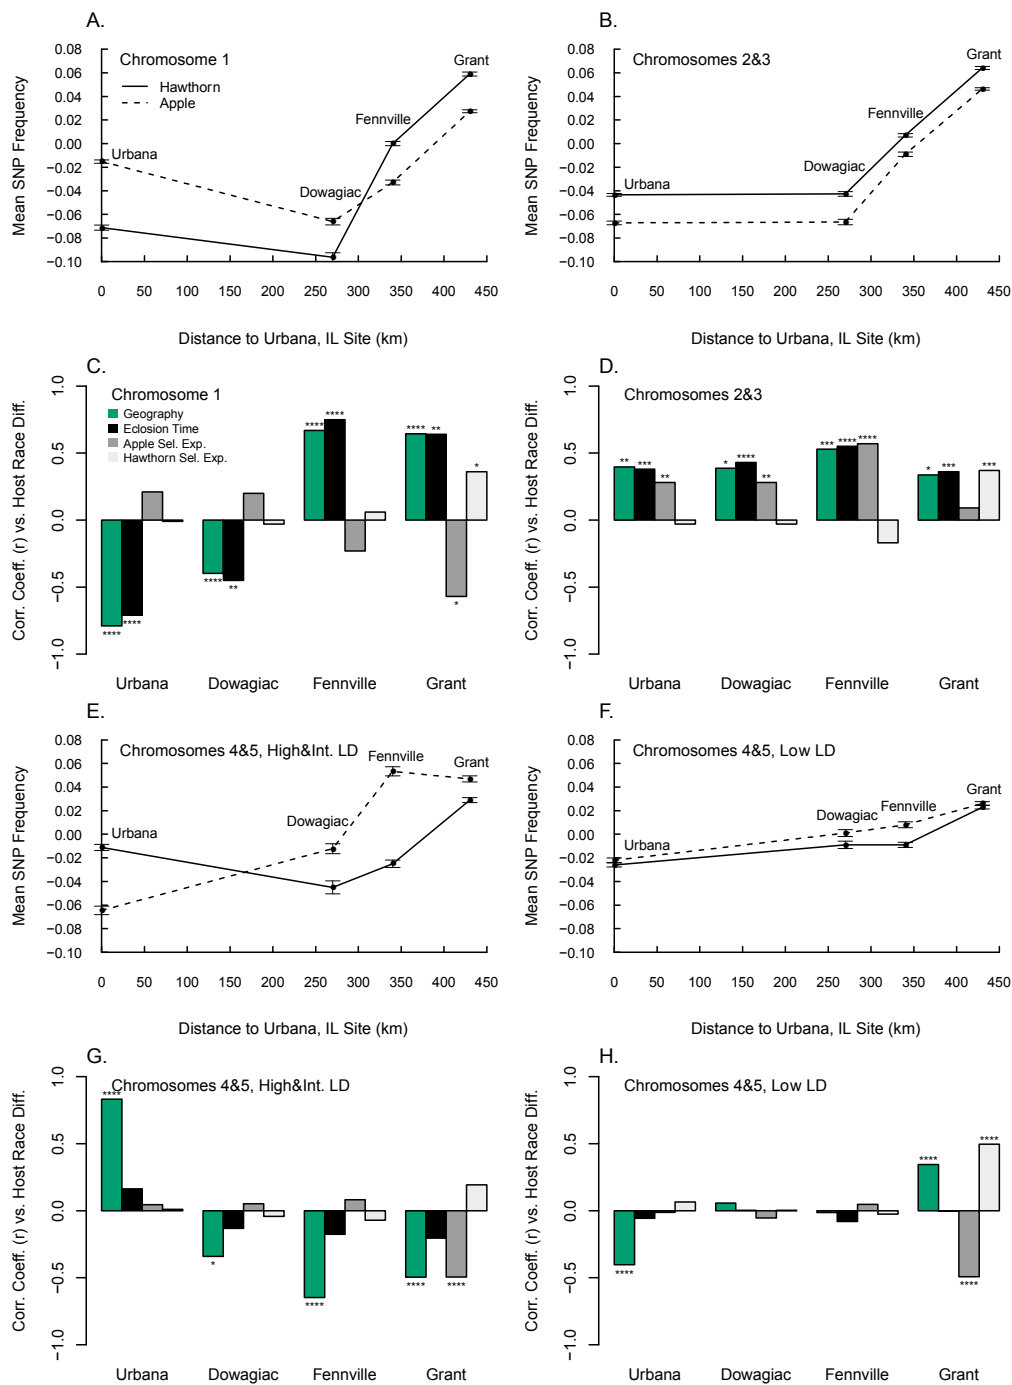 A.
Chromosome 1
Hawthorn
Apple
Urbana
Dowagiac
Fennville
Grant
0.08
0.06
0.04
0.02
0.00
−0.02
−0.04
−0.06
−0.08
−0.10
Mean SNP Frequency
0 50 100 150 200 250 300 350 400 450
Distance to Urbana, IL Site (km)
B.
Chromosomes 2&3
Urbana
Dowagiac
Fennville
Grant
0.08
0.06
0.04
0.02
0.00
−0.02
−0.04
−0.06
−0.08
−0.10
Mean SNP Frequency
0 50 100 150 200 250 300 350 400 450
Distance to Urbana, IL Site (km)
C.
Chromosome 1
Geography
Eclosion Time
Apple Sel. Exp.
Hawthorn Sel. Exp.
1.0
0.5
0.0
−0.5
−1.0
Corr. Coeff. (r) vs. Host Race Diff.
**** **** **** ** **** **** **** ** * *
Urbana Dowagiac Fennville Grant
D.
Chromosomes 2&3
1.0
0.5
0.0
−0.5
−1.0
Corr. Coeff. (r) vs. Host Race Diff.
** *** ** * **** ** *** **** **** * *** ***
Urbana Dowagiac Fennville Grant
E.
Chromosomes 4&5, High&Int. LD
Urbana
Dowagiac
Fennville
Grant
0.08
0.06
0.04
0.02
0.00
−0.02
−0.04
−0.06
−0.08
−0.10
Mean SNP Frequency
0 50 100 150 200 250 300 350 400 450
Distance to Urbana, IL Site (km)
F.
Chromosomes 4&5, Low LD
Urbana
Dowagiac
Fennville
Grant
0.08
0.06
0.04
0.02
0.00
−0.02
−0.04
−0.06
−0.08
−0.10
Mean SNP Frequency
0 50 100 150 200 250 300 350 400 450
Distance to Urbana, IL Site (km)
G.
Chromosomes 4&5, High&Int. LD
1.0
0.5
0.0
−0.5
−1.0
Corr. Coeff. (r) vs. Host Race Diff.
**** * **** **** ****
Urbana Dowagiac Fennville Grant
H.
Chromosomes 4&5, Low LD
1.0
0.5
0.0
−0.5
−1.0
Corr. Coeff. (r) vs. Host Race Diff.
**** **** **** ****
Urbana Dowagiac Fennville Grant